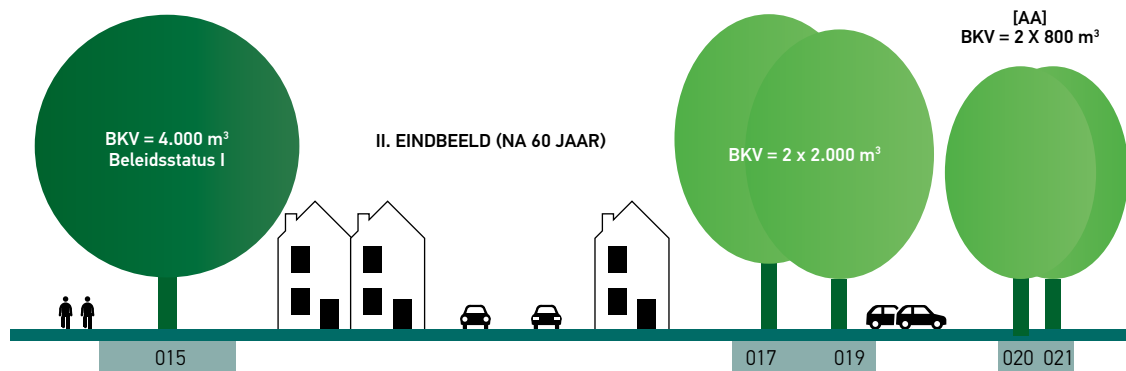 [AA]
BKV = 2 X 800 m³
BKV = 4.000 m³
Beleidsstatus I
II. EINDBEELD (NA 60 JAAR)
BKV = 2 x 2.000 m³
015
017
019
020
021